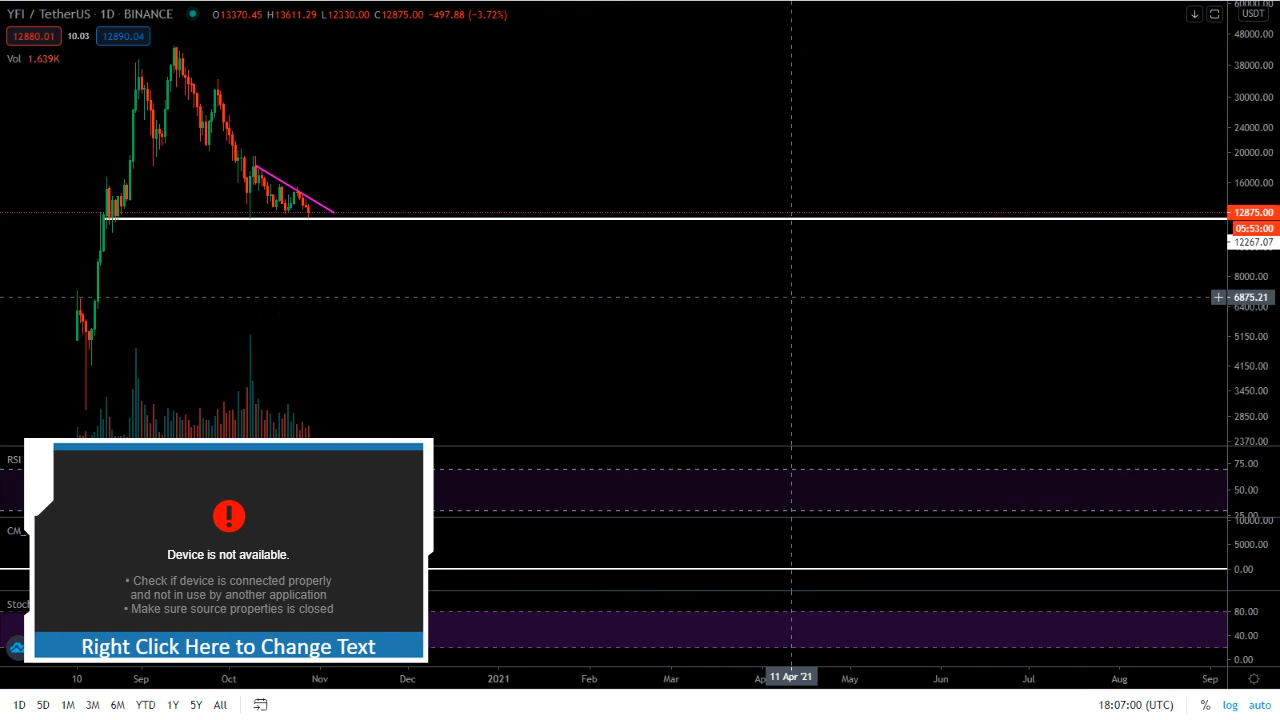 YFI / TetherUS · 1D · BINANCE O13370.45 H13611.29 L12330.00 C12875.00 −497.88 (−3.72%)
12880.01 10.03 12890.04
Vol 1.639K
USDT
48000.00
38000.00
30000.00
24000.00
20000.00
16000.00
12875.00
05:53:00
12267.07
8000.00
6875.21
6400.00
5150.00
4150.00
3450.00
2850.00
2370.00
RSI
75.00
50.00
25.00
CM_
10000.00
5000.00
0.00
Stoch
80.00
40.00
0.00
Device is not available.
• Check if device is connected properly
and not in use by another application
• Make sure source properties is closed
Right Click Here to Change Text
10 Sep Oct Nov Dec 2021 Feb Mar 11 Apr '21 May Jun Jul Aug Sep
1D 5D 1M 3M 6M YTD 1Y 5Y All 18:07:00 (UTC) % log auto